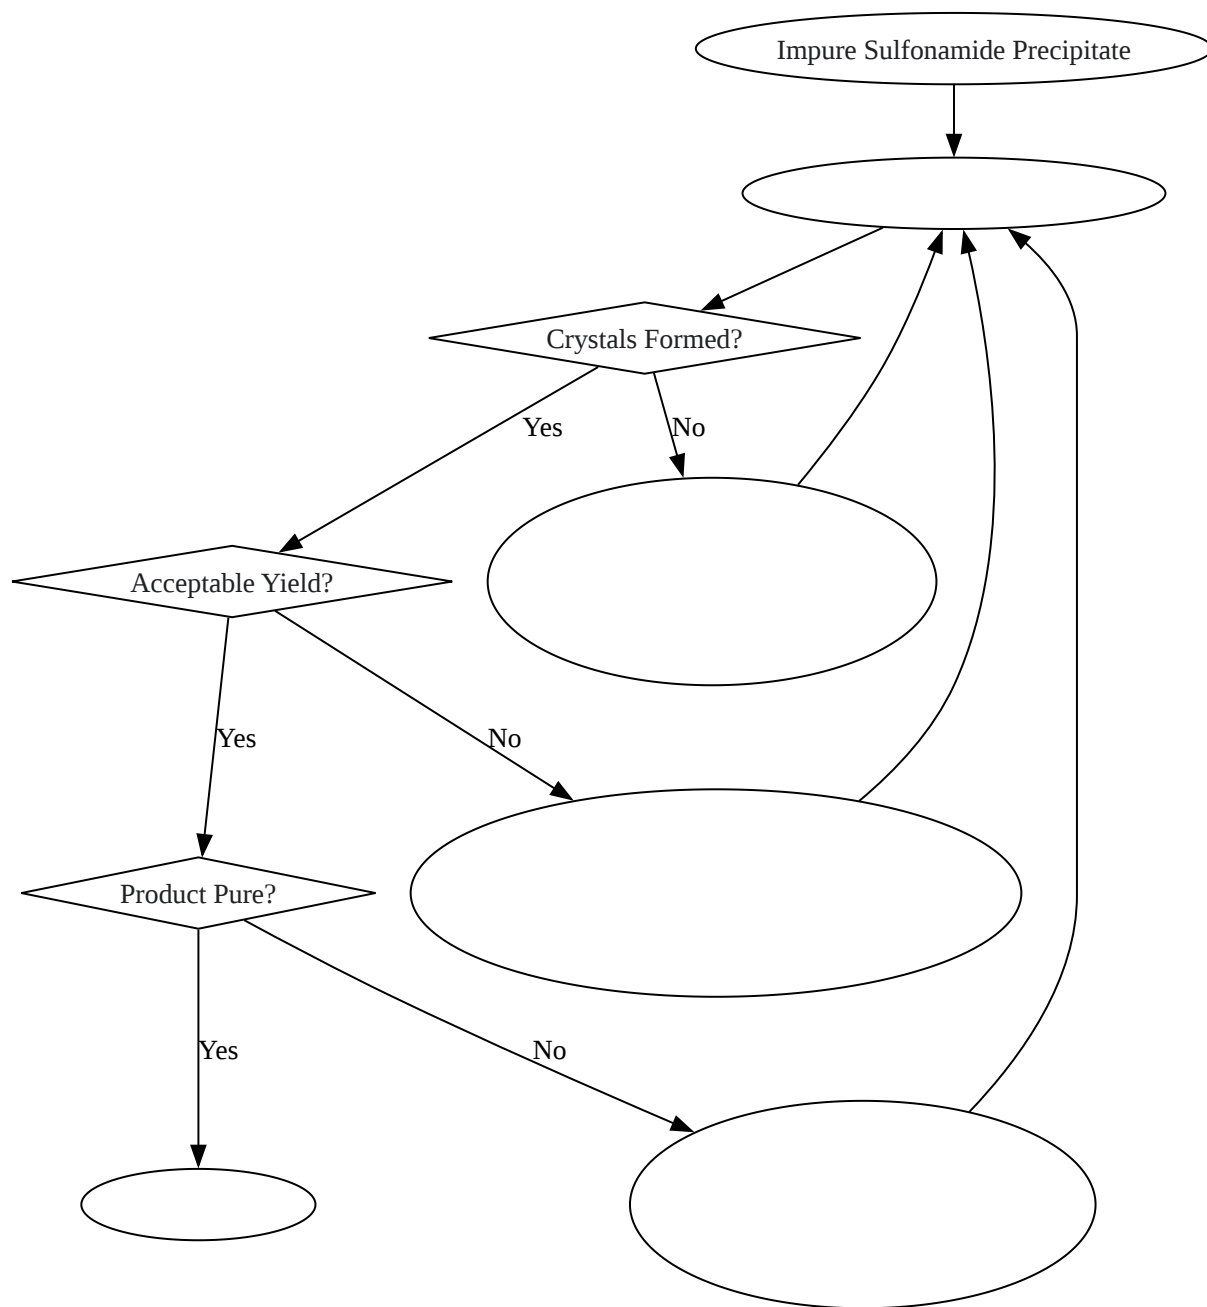 Impure Sulfonamide Precipitate
Crystals Formed?
Yes
No
Acceptable Yield?
Yes
No
Product Pure?
Yes
No